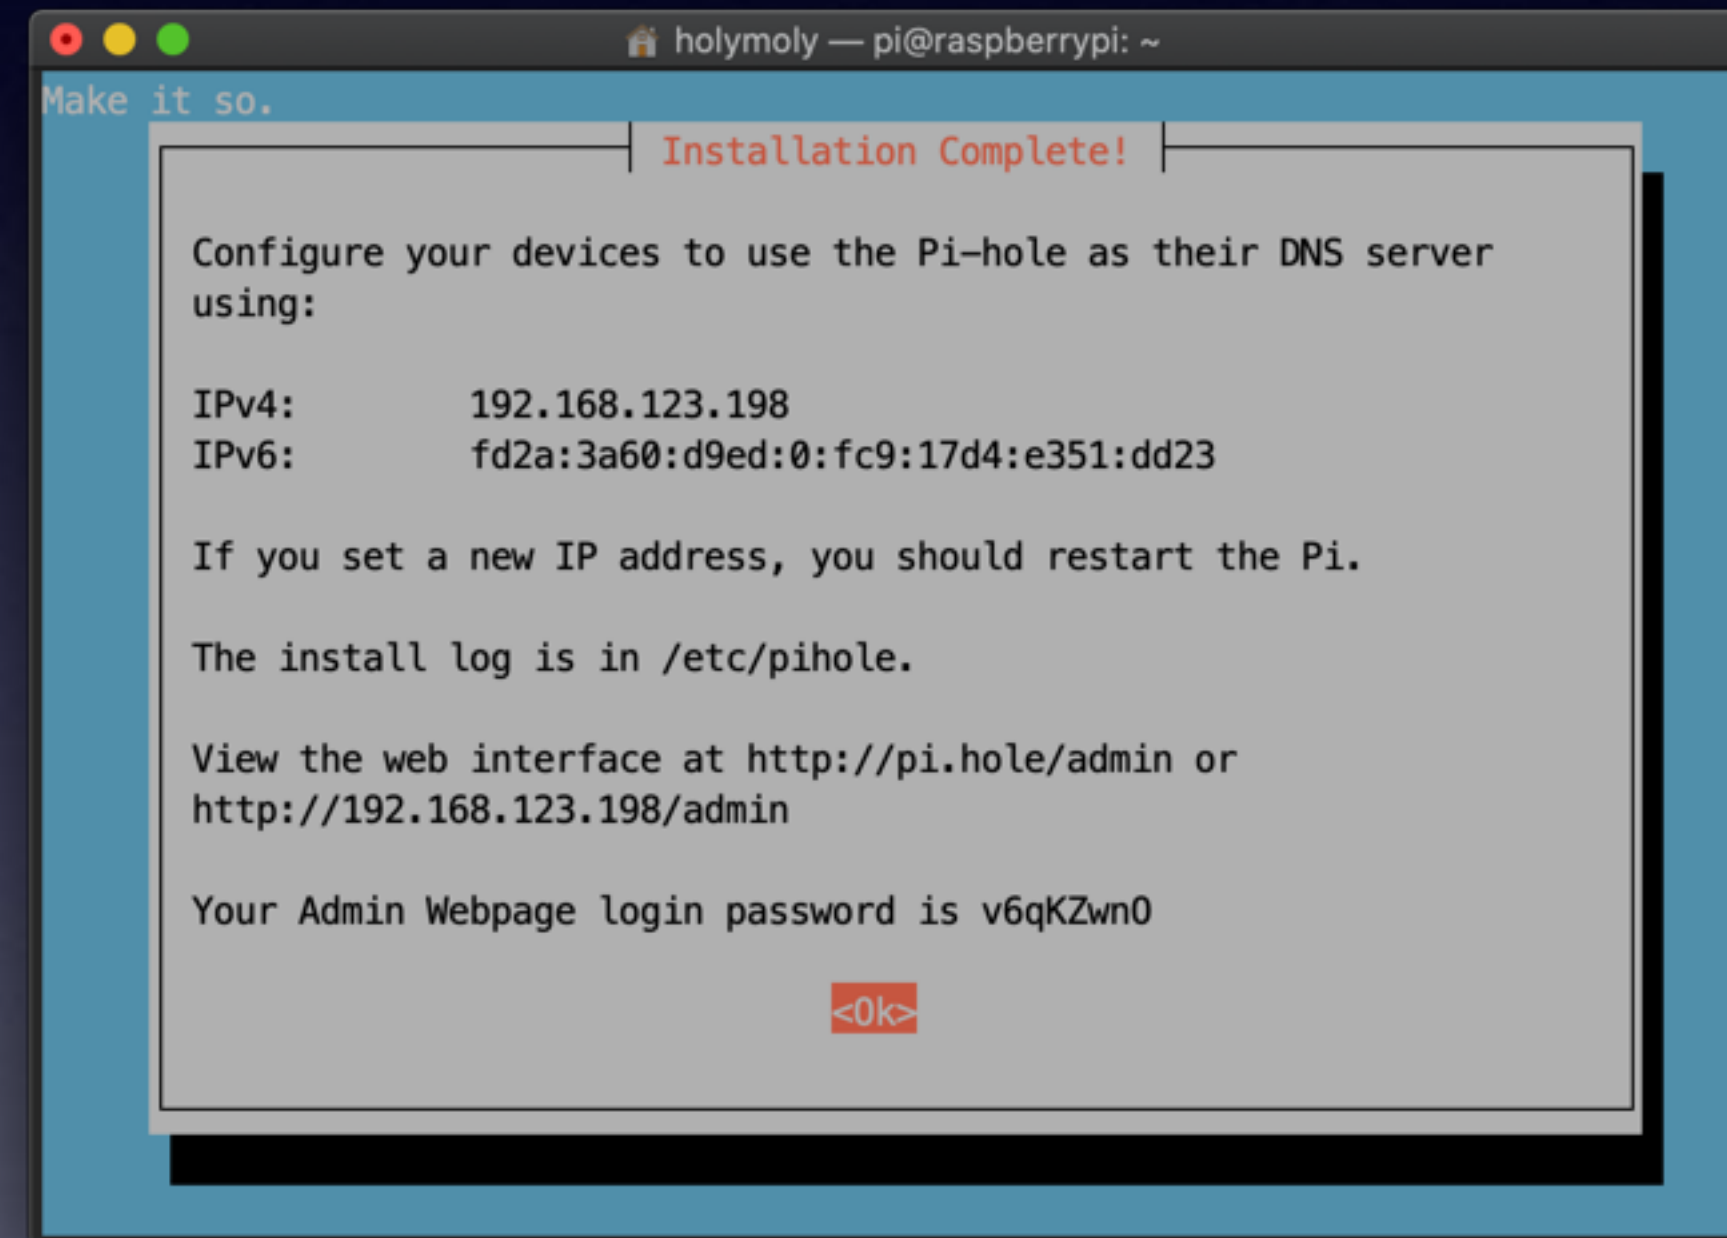 holymoly — pi@raspberrypi: ~
Make it so.
Installation Complete!
Configure your devices to use the Pi-hole as their DNS server
using:
IPv4: 192.168.123.198
IPv6: fd2a:3a60:d9ed:0:fc9:17d4:e351:dd23
If you set a new IP address, you should restart the Pi.
The install log is in /etc/pihole.
View the web interface at http://pi.hole/admin or
http://192.168.123.198/admin
Your Admin Webpage login password is v6qKZwnO
<Ok>